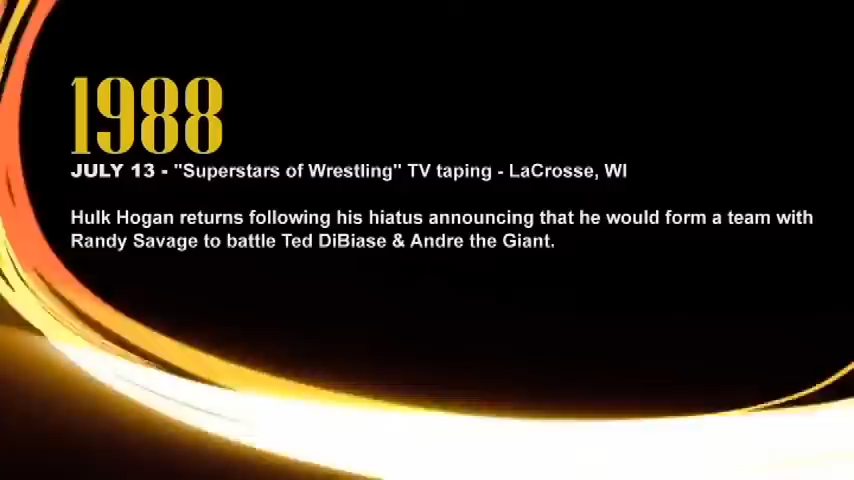 1988
JULY 13 - "Superstars of Wrestling" TV taping - LaCrosse, WI
Hulk Hogan returns following his hiatus announcing that he would form a team with
Randy Savage to battle Ted DiBiase & Andre the Giant.